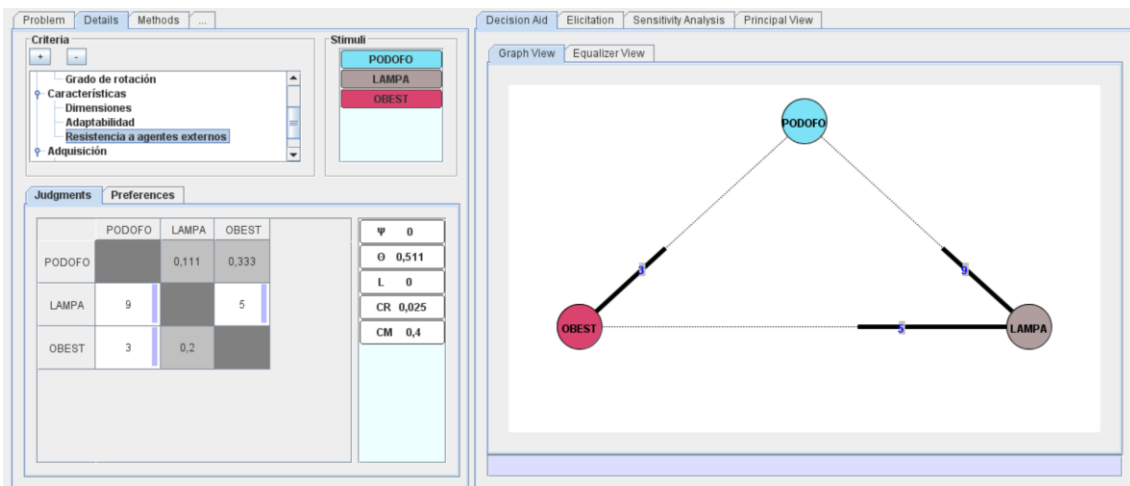 Problem Details Methods ...
Criteria
+ -
Grado de rotación
Características
Dimensiones
Adaptabilidad
Resistencia a agentes externos
Adquisición
Stimuli
PODOFO
LAMPA
OBEST
Judgments Preferences
PODOFO LAMPA OBEST
PODOFO 0,111 0,333
LAMPA 9 5
OBEST 3 0,2
Ψ 0
Θ 0,511
L 0
CR 0,025
CM 0,4
Decision Aid Elicitation Sensitivity Analysis Principal View
Graph View Equalizer View
PODOFO
3 9
OBEST 5 LAMPA